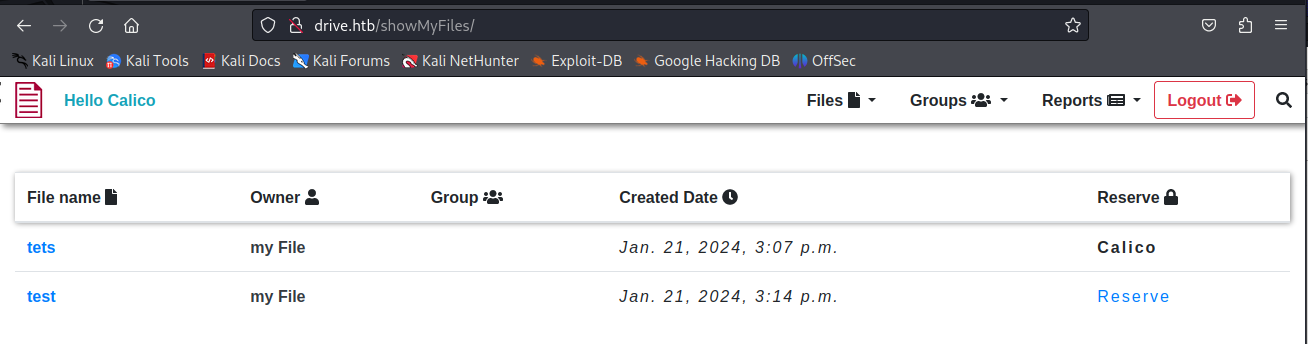 drive.htb/showMyFiles/
Kali Linux Kali Tools Kali Docs Kali Forums Kali NetHunter Exploit-DB Google Hacking DB OffSec
Hello Calico Files Groups Reports Logout
File name Owner Group Created Date Reserve
tets my File Jan. 21, 2024, 3:07 p.m. Calico
test my File Jan. 21, 2024, 3:14 p.m. Reserve